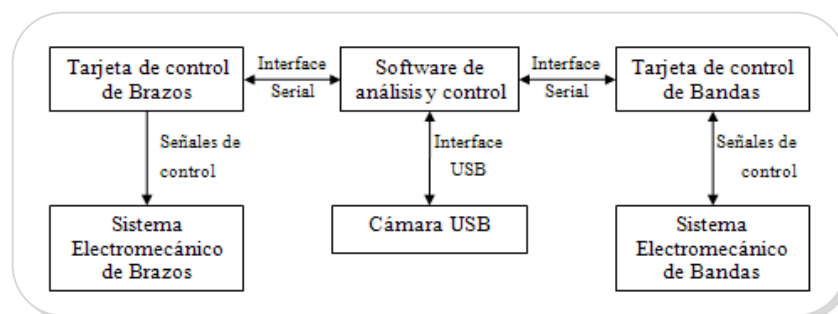 Tarjeta de control
de Brazos
Interface
Serial
Software de
análisis y control
Interface
Serial
Tarjeta de control
de Bandas
Señales de
control
Interface
USB
Señales de
control
Sistema
Electromecánico
de Brazos
Cámara USB
Sistema
Electromecánico
de Bandas